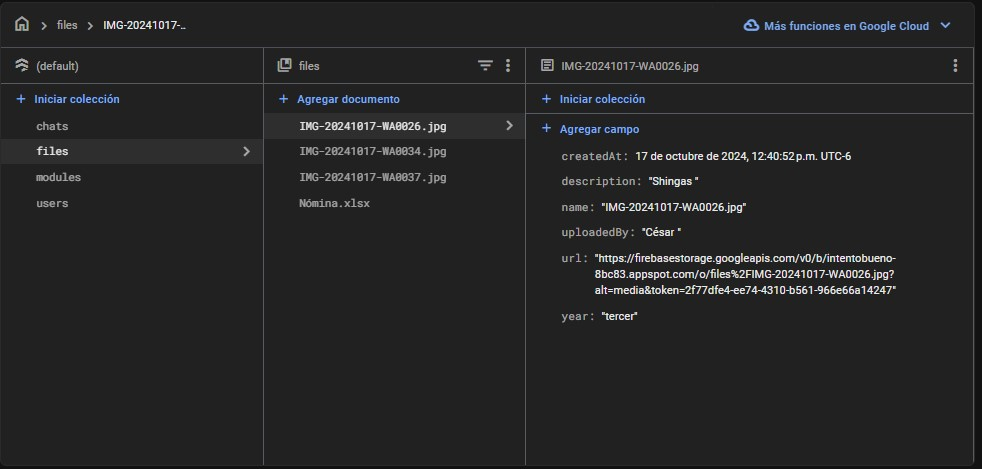 files
IMG-20241017-..
Más funciones en Google Cloud
(default)
Iniciar colección
chats
files
modules
users
files
Agregar documento
IMG-20241017-WA0026.jpg
IMG-20241017-WA0034.jpg
IMG-20241017-WA0037.jpg
Nómina.xlsx
IMG-20241017-WA0026.jpg
Iniciar colección
Agregar campo
createdAt: 17 de octubre de 2024, 12:40:52 p.m. UTC-6
description: "Shingas "
name: "IMG-20241017-WA0026.jpg"
uploadedBy: "César "
url: "https://firebasestorage.googleapis.com/v0/b/intentobueno-
8bc83.appspot.com/o/files%2FIMG-20241017-WA0026.jpg?
alt=media&token=2f77dfe4-ee74-4310-b561-966e66a14247"
year: "tercer"